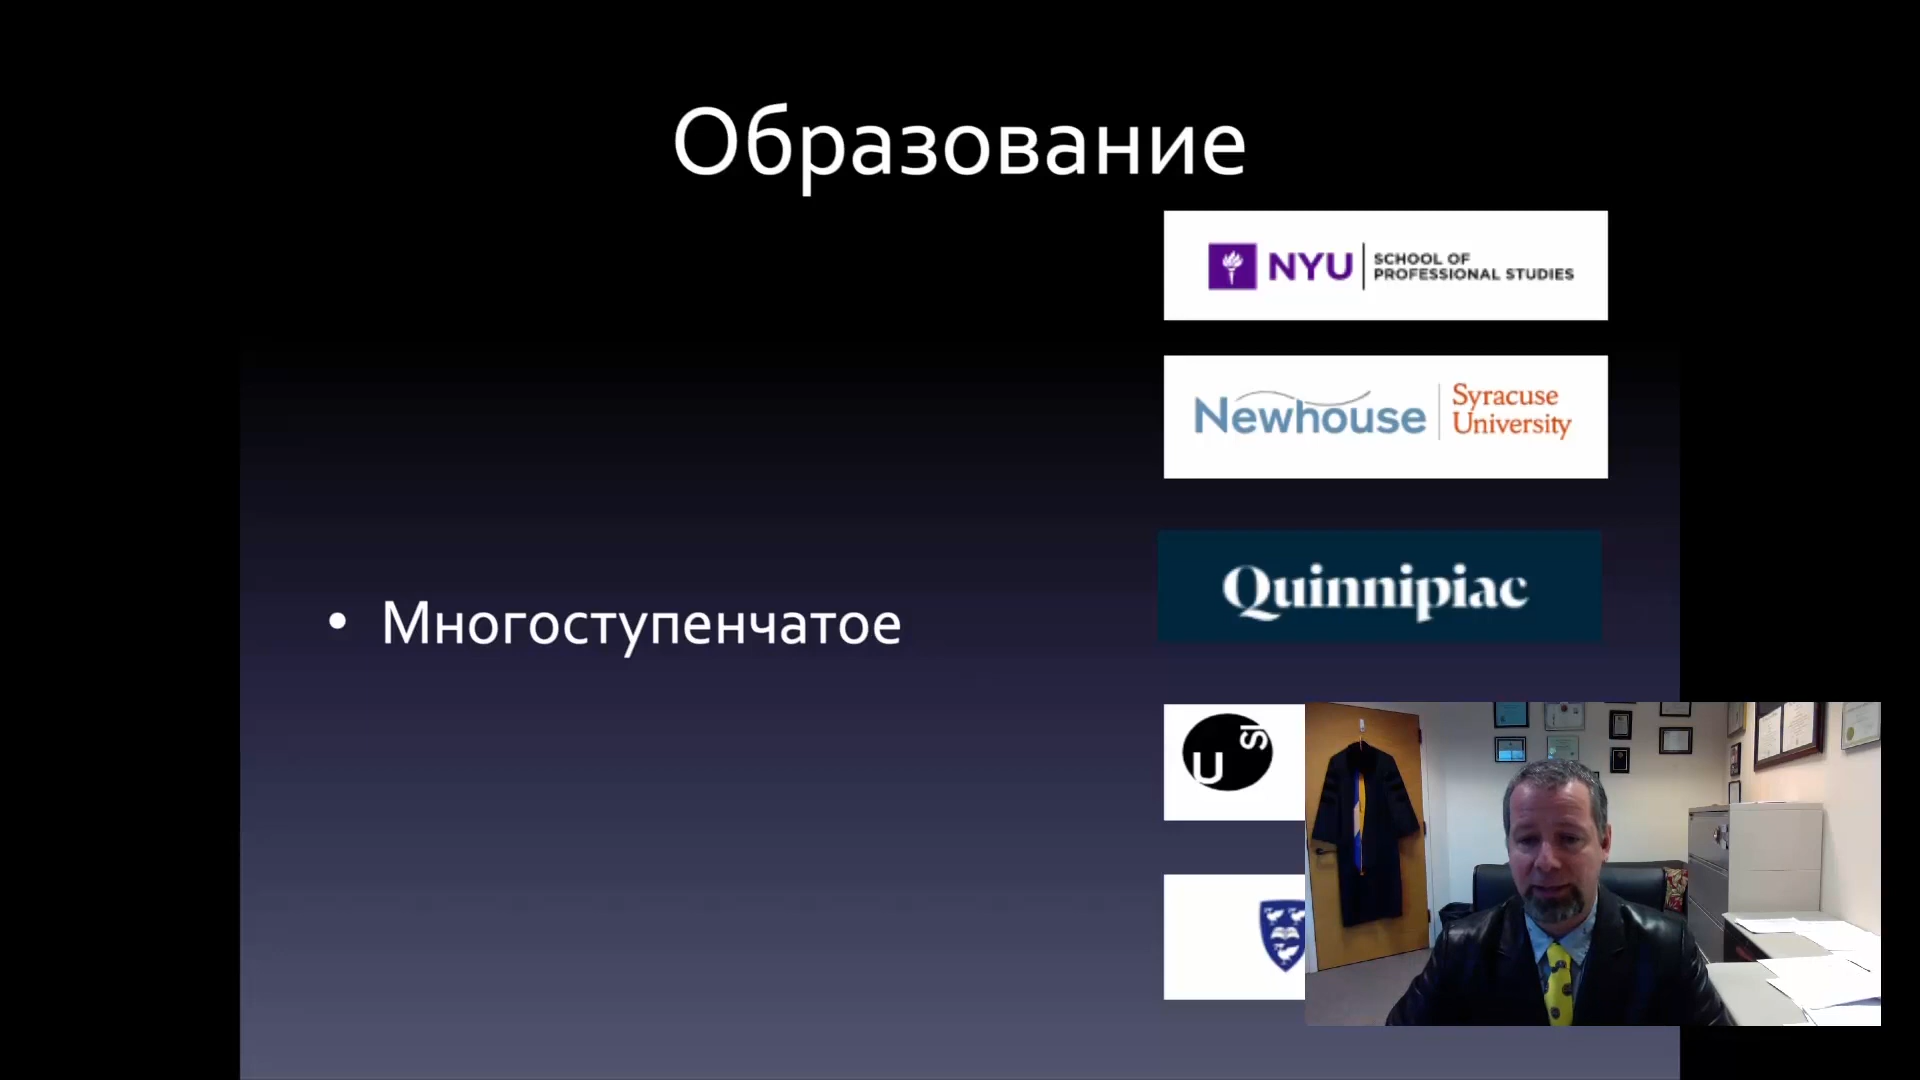 Образование
NYU
SCHOOL OF
PROFESSIONAL STUDIES
Newhouse
Syracuse
University
Quinnipiac
• Многоступенчатое
U
SI